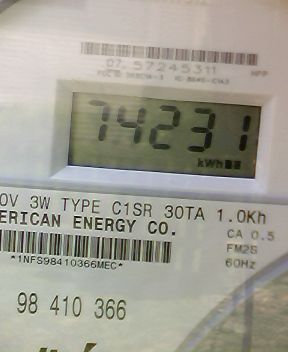 07 57245311
74231
kWh
0V 3W TYPE C1SR 30TA 1.0Kh
ERICAN ENERGY CO.
CA 0.5
FM2S
*1NFS98410366MEC*
60Hz
98 410 366